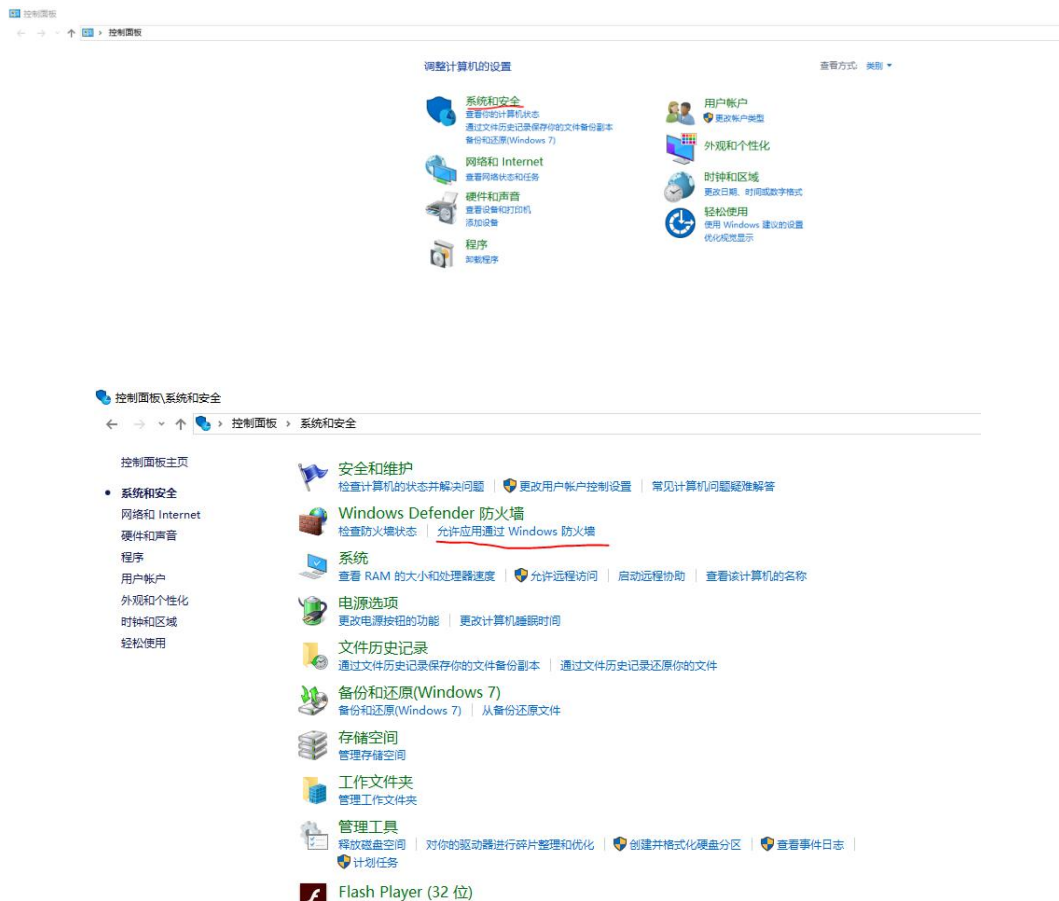 控制面板
控制面板
调整计算机的设置
查看方式: 类别
系统和安全
查看你的计算机状态
通过文件历史记录保存你的文件备份副本
备份和还原(Windows 7)
网络和 Internet
查看网络状态和任务
硬件和声音
查看设备和打印机
添加设备
程序
卸载程序
用户帐户
更改帐户类型
外观和个性化
时钟和区域
更改日期、时间或数字格式
轻松使用
使用 Windows 建议的设置
优化视觉显示
控制面板\系统和安全
控制面板 › 系统和安全
控制面板主页
系统和安全
网络和 Internet
硬件和声音
程序
用户帐户
外观和个性化
时钟和区域
轻松使用
安全和维护
检查计算机的状态并解决问题 更改用户帐户控制设置 常见计算机问题疑难解答
Windows Defender 防火墙
检查防火墙状态 允许应用通过 Windows 防火墙
系统
查看 RAM 的大小和处理器速度 允许远程访问 启动远程协助 查看该计算机的名称
电源选项
更改电源按钮的功能 更改计算机睡眠时间
文件历史记录
通过文件历史记录保存你的文件备份副本 通过文件历史记录还原你的文件
备份和还原(Windows 7)
备份和还原(Windows 7) 从备份还原文件
存储空间
管理存储空间
工作文件夹
管理工作文件夹
管理工具
释放磁盘空间 对你的驱动器进行碎片整理和优化 创建并格式化硬盘分区 查看事件日志
计划任务
Flash Player (32 位)